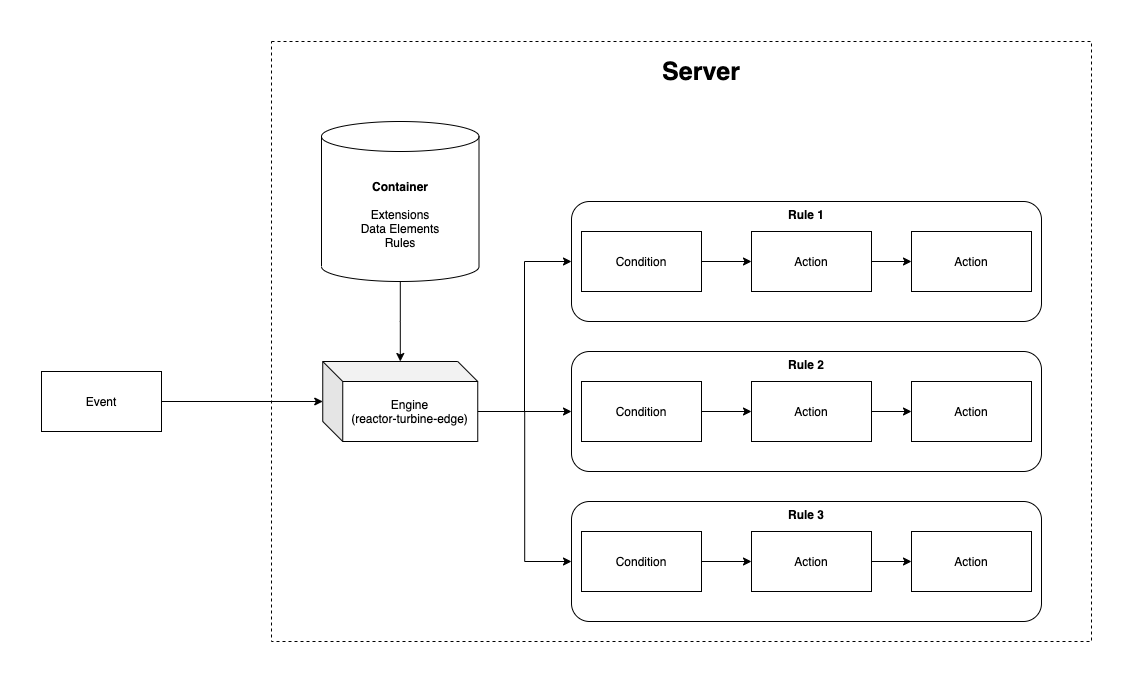 Server
Container
Extensions
Data Elements
Rules
Event
Engine
(reactor-turbine-edge)
Rule 1
Condition
Action
Action
Rule 2
Condition
Action
Action
Rule 3
Condition
Action
Action